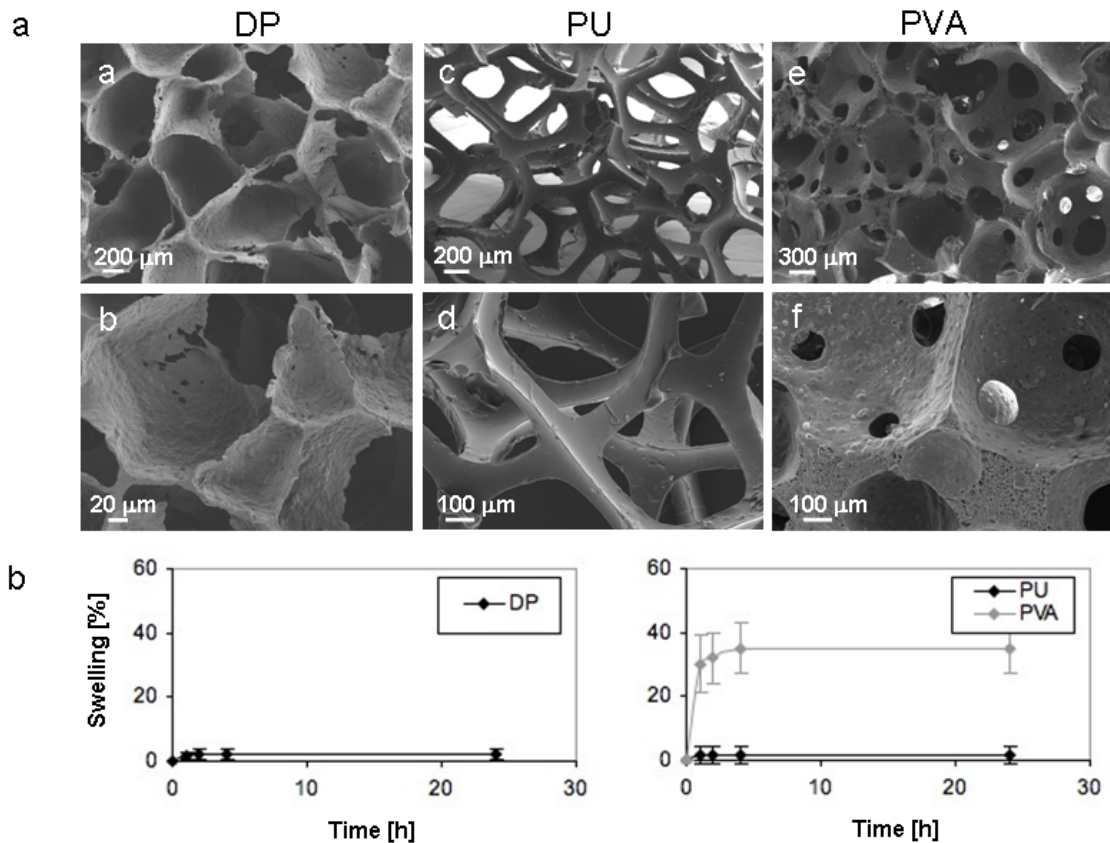 a
DP PU PVA
a c e
200 µm 200 µm 300 µm
b d f
20 µm 100 µm 100 µm
b
60 60
DP PU
PVA
40 40
Swelling [%]
20 20
0 0
0 10 20 30 0 10 20 30
Time [h] Time [h]